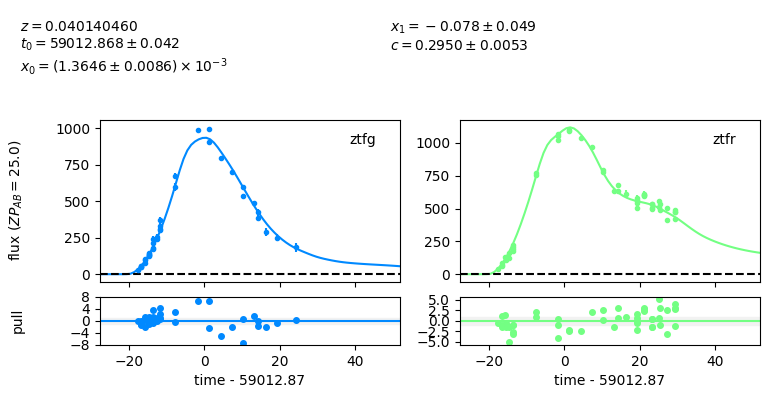 z = 0.040140460
t₀ = 59012.868 ± 0.042
x₀ = (1.3646 ± 0.0086) × 10⁻³
x₁ = −0.078 ± 0.049
c = 0.2950 ± 0.0053
flux (ZP_AB = 25.0)
1000
750
500
250
0
ztfg
1000
750
500
250
0
ztfr
pull
8
4
0
−4
−8
−20
0
20
40
time - 59012.87
5.0
2.5
0.0
−2.5
−5.0
−20
0
20
40
time - 59012.87